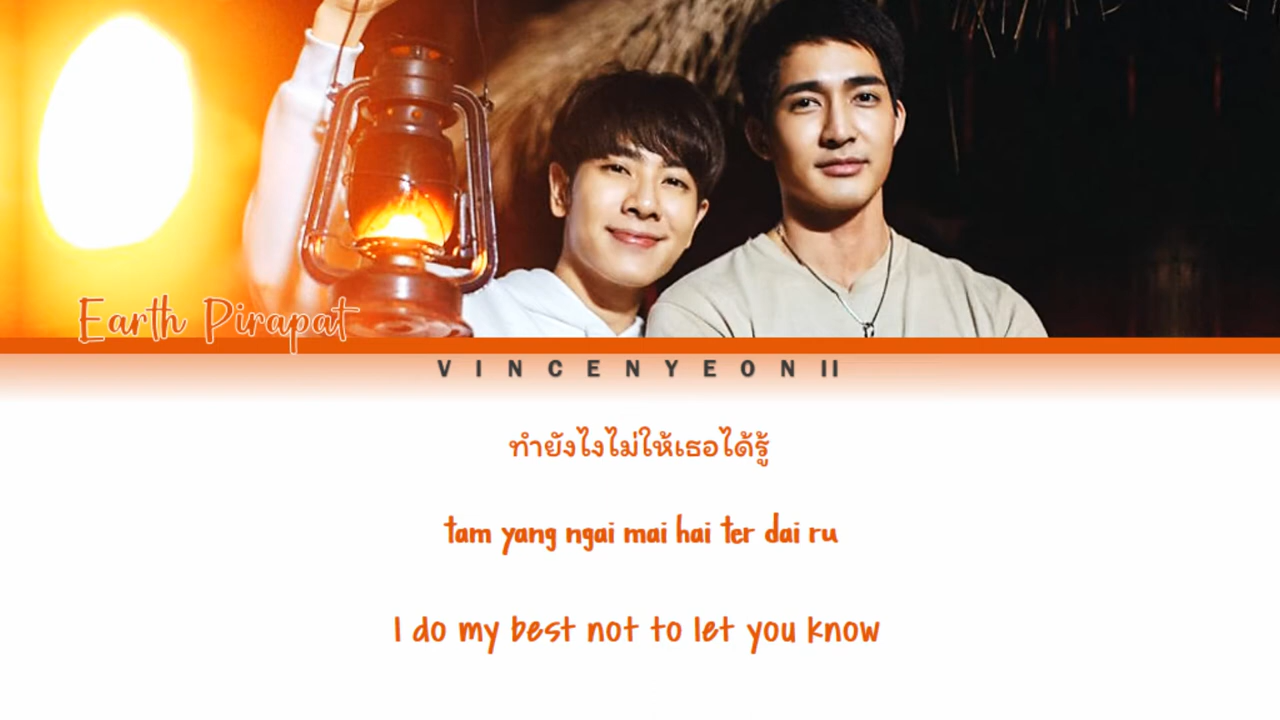 Earth Pirapat
VINCENYEON II
ทำยังไงไม่ให้เธอได้รู้
tam yang ngai mai hai ter dai ru
I do my best not to let you know